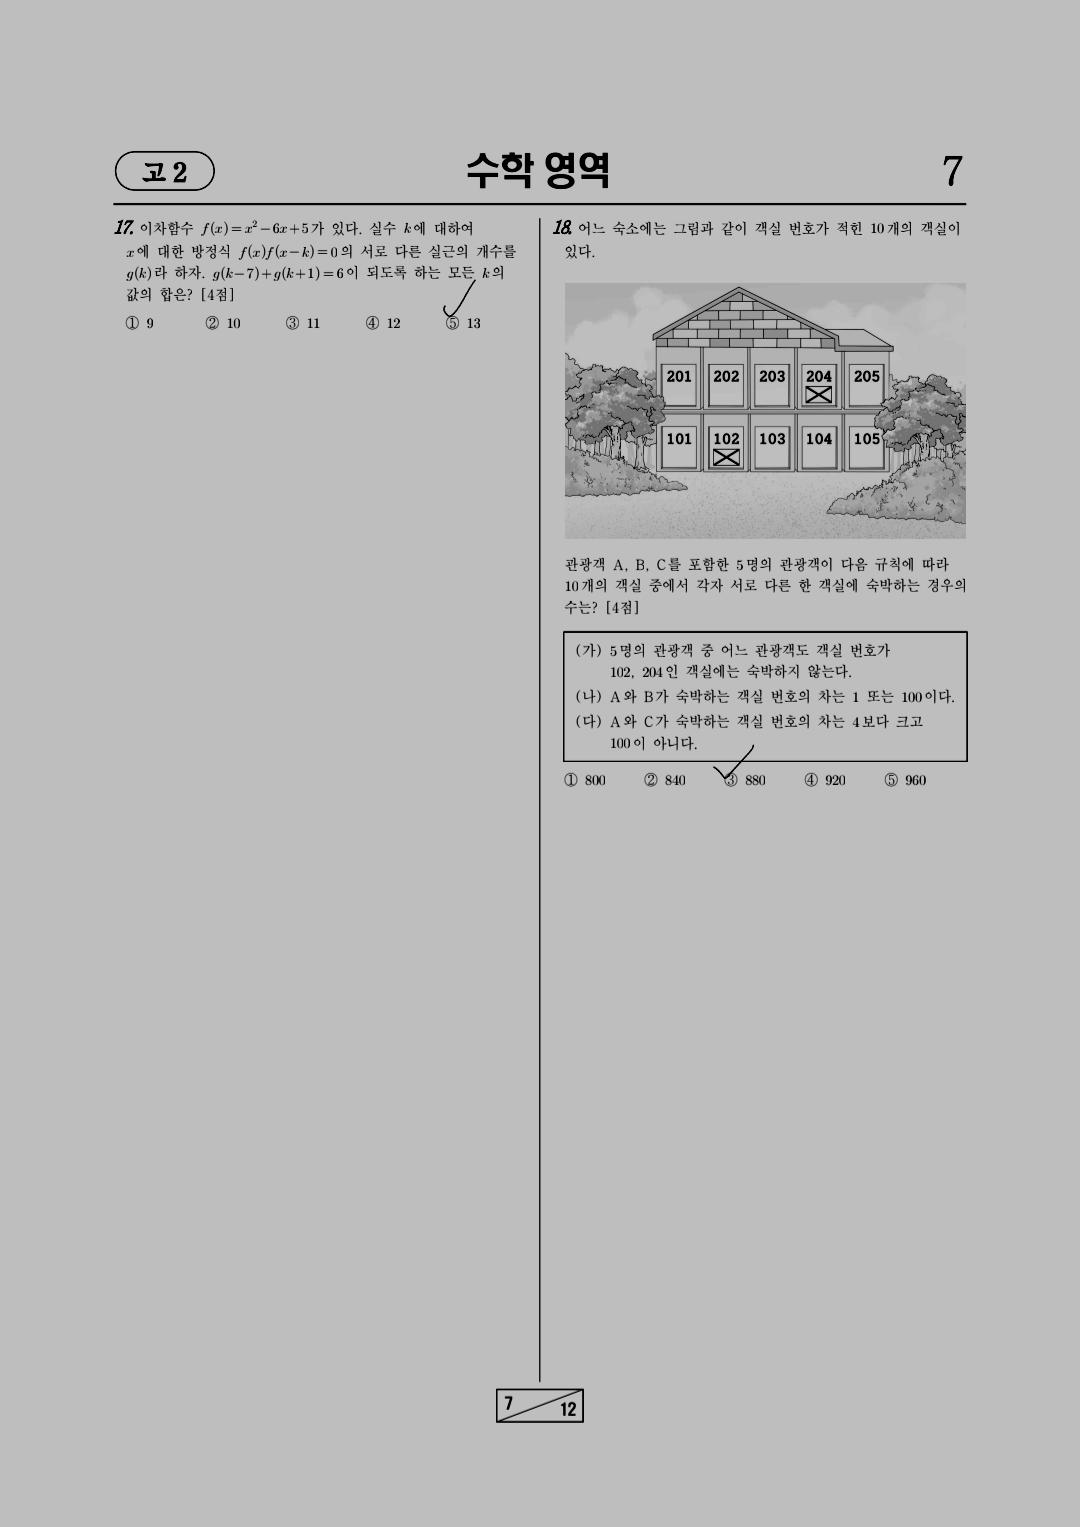 고 2
수학 영역
7
17. 이차함수 f(x)=x²-6x+5가 있다. 실수 k에 대하여
x에 대한 방정식 f(x)f(x-k)=0의 서로 다른 실근의 개수를
g(k)라 하자. g(k-7)+g(k+1)=6이 되도록 하는 모든 k의
값의 합은? [4점]
① 9 ② 10 ③ 11 ④ 12 ⑤ 13
18. 어느 숙소에는 그림과 같이 객실 번호가 적힌 10개의 객실이
있다.
201 202 203 204 205
101 102 103 104 105
관광객 A, B, C를 포함한 5명의 관광객이 다음 규칙에 따라
10개의 객실 중에서 각자 서로 다른 한 객실에 숙박하는 경우의
수는? [4점]
(가) 5명의 관광객 중 어느 관광객도 객실 번호가
102, 204인 객실에는 숙박하지 않는다.
(나) A와 B가 숙박하는 객실 번호의 차는 1 또는 100이다.
(다) A와 C가 숙박하는 객실 번호의 차는 4보다 크고
100이 아니다.
① 800 ② 840 ③ 880 ④ 920 ⑤ 960
7
12